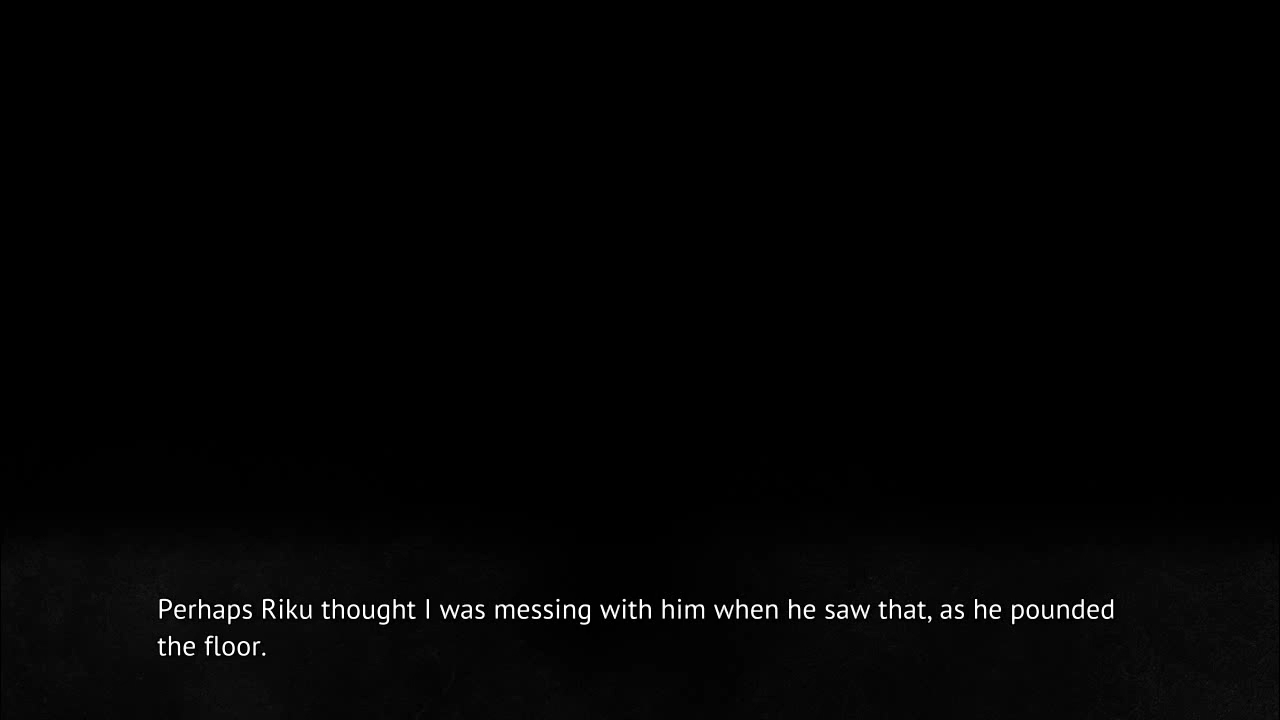 Perhaps Riku thought I was messing with him when he saw that, as he pounded
the floor.